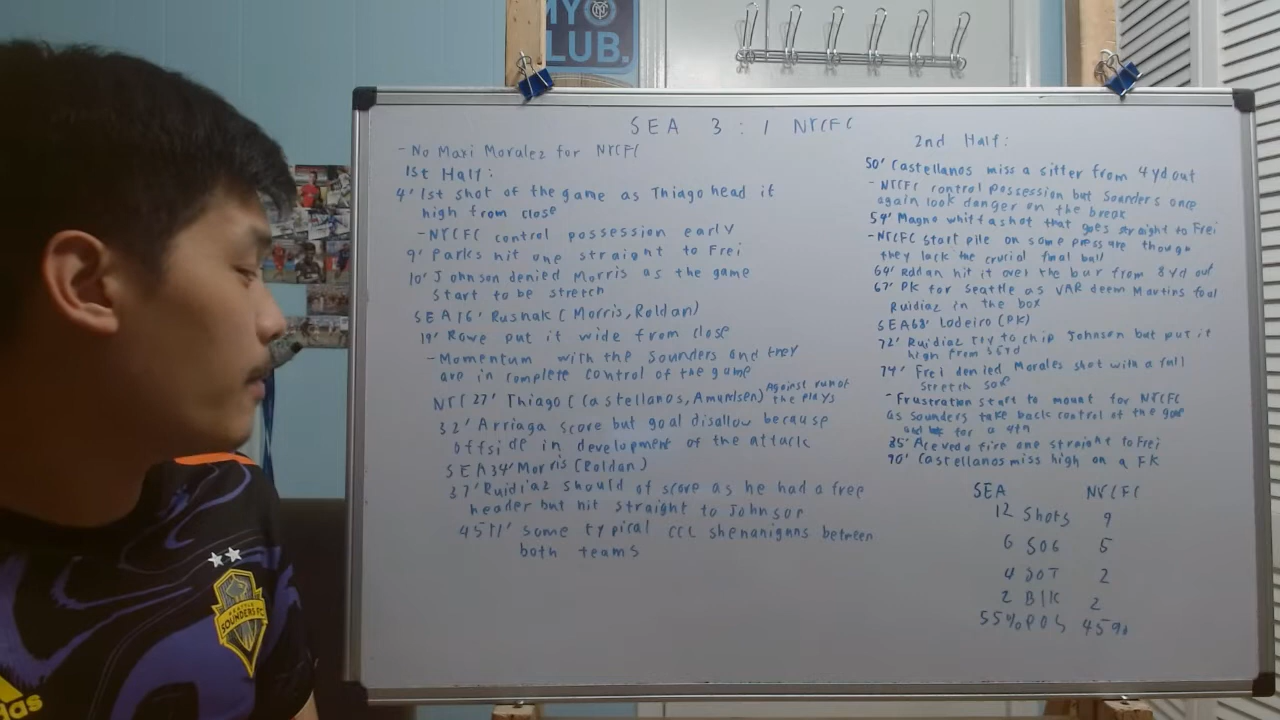 MY
CLUB.
SEA 3 : 1 NYCFC
- No Maxi Moralez for NYCFC
1st Half:
4' 1st shot of the game as Thiago head it
high from close
- NYCFC control possession early
9' Parks hit one straight to Frei
10' Johnson denied Morris as the game
start to be stretch
SEA 16' Rusnak (Morris, Roldan)
19' Rowe put it wide from close
- Momentum with the Sounders and they
are in complete control of the game
NYC 27' Thiago (Castellanos, Amundsen) Against run of
the plays
32' Arriaga score but goal disallow because
offside in development of the attack
SEA 34' Morris (Roldan)
37' Ruidiaz should of score as he had a free
header but hit straight to Johnson
45+1' some typical CCL shenanigans between
both teams
2nd Half:
50' Castellanos miss a sitter from 4yd out
- NYCFC control possession but Sounders once
again look danger on the break
59' Magno whiff a shot that goes straight to Frei
- NYCFC start pile on some pressure though
they lack the crucial final ball
64' Roldan hit it over the bar from 8yd out
67' PK for Seattle as VAR deem Martins foul
Ruidiaz in the box
SEA 68' Lodeiro (PK)
72' Ruidiaz try to chip Johnson but put it
high from
74' Frei denied Morales shot with a full
stretch save
- Frustration start to mount for NYCFC
as Sounders take back control of the game
and for a 4th
85' Acevedo fire one straight to Frei
90' Castellanos miss high on a FK
SEA NYCFC
12 Shots 9
6 SOG 5
4 SOT 2
2 Blk 2
55% POS 45%
SEATTLE
SOUNDERS FC
das